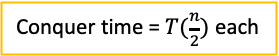 Conquer time = T(n/2) each